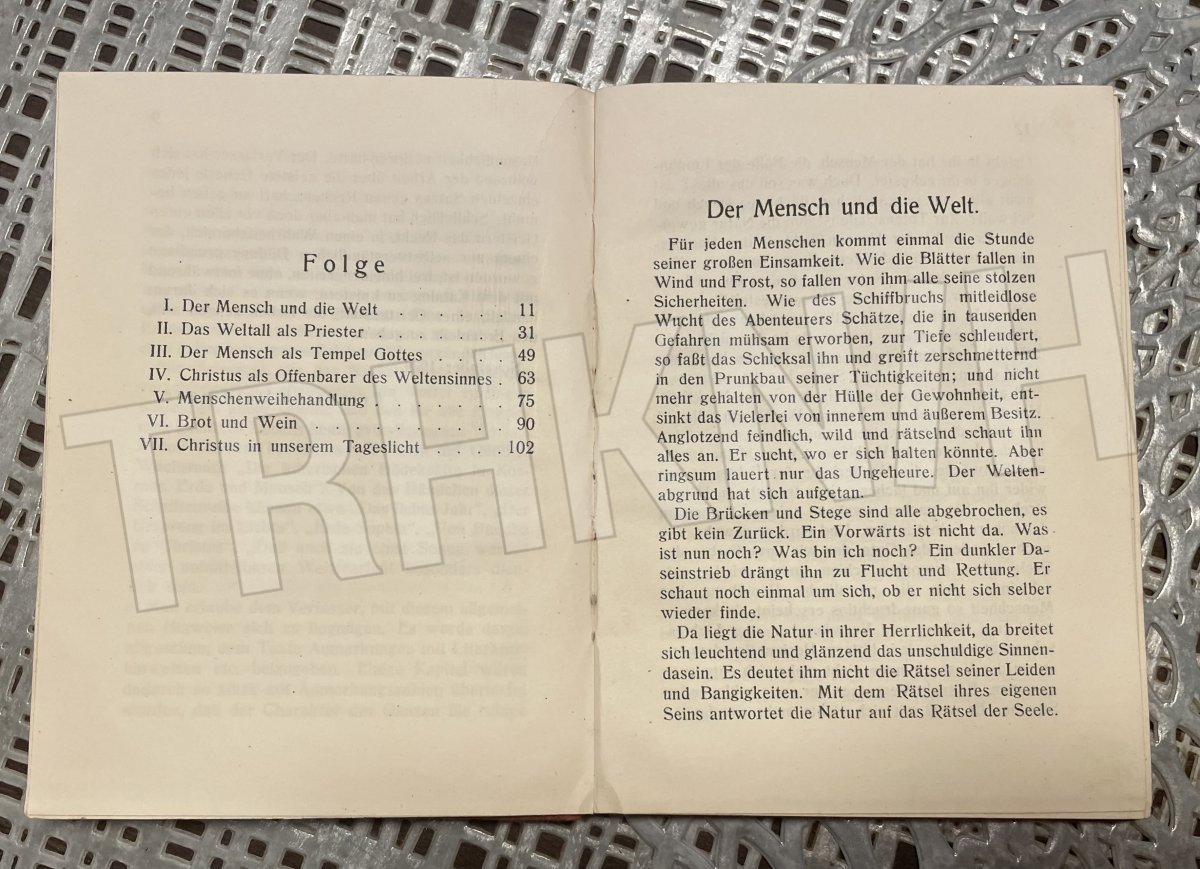 Folge
I. Der Mensch und die Welt . . . . . . . . 11
II. Das Weltall als Priester . . . . . . . . 31
III. Der Mensch als Tempel Gottes . . . . 49
IV. Christus als Offenbarer des Weltensinnes . 63
V. Menschenweihehandlung . . . . . . . . 75
VI. Brot und Wein . . . . . . . . . . 90
VII. Christus in unserem Tageslicht . . . . . 102
Der Mensch und die Welt.
Für jeden Menschen kommt einmal die Stunde
seiner großen Einsamkeit. Wie die Blätter fallen in
Wind und Frost, so fallen von ihm alle seine stolzen
Sicherheiten. Wie des Schiffbruchs mitleidlose
Wucht des Abenteurers Schätze, die in tausenden
Gefahren mühsam erworben, zur Tiefe schleudert,
so faßt das Schicksal ihn und greift zerschmetternd
in den Prunkbau seiner Tüchtigkeiten; und nicht
mehr gehalten von der Hülle der Gewohnheit, ent-
sinkt das Vielerlei von innerem und äußerem Besitz.
Anglotzend feindlich, wild und rätselnd schaut ihn
alles an. Er sucht, wo er sich halten könnte. Aber
ringsum lauert nur das Ungeheure. Der Welten-
abgrund hat sich aufgetan.
Die Brücken und Stege sind alle abgebrochen, es
gibt kein Zurück. Ein Vorwärts ist nicht da. Was
ist nun noch? Was bin ich noch? Ein dunkler Da-
seinstrieb drängt ihn zu Flucht und Rettung. Er
schaut noch einmal um sich, ob er nicht sich selber
wieder finde.
Da liegt die Natur in ihrer Herrlichkeit, da breitet
sich leuchtend und glänzend das unschuldige Sinnen-
dasein. Es deutet ihm nicht die Rätsel seiner Leiden
und Bangigkeiten. Mit dem Rätsel ihres eigenen
Seins antwortet die Natur auf das Rätsel der Seele.